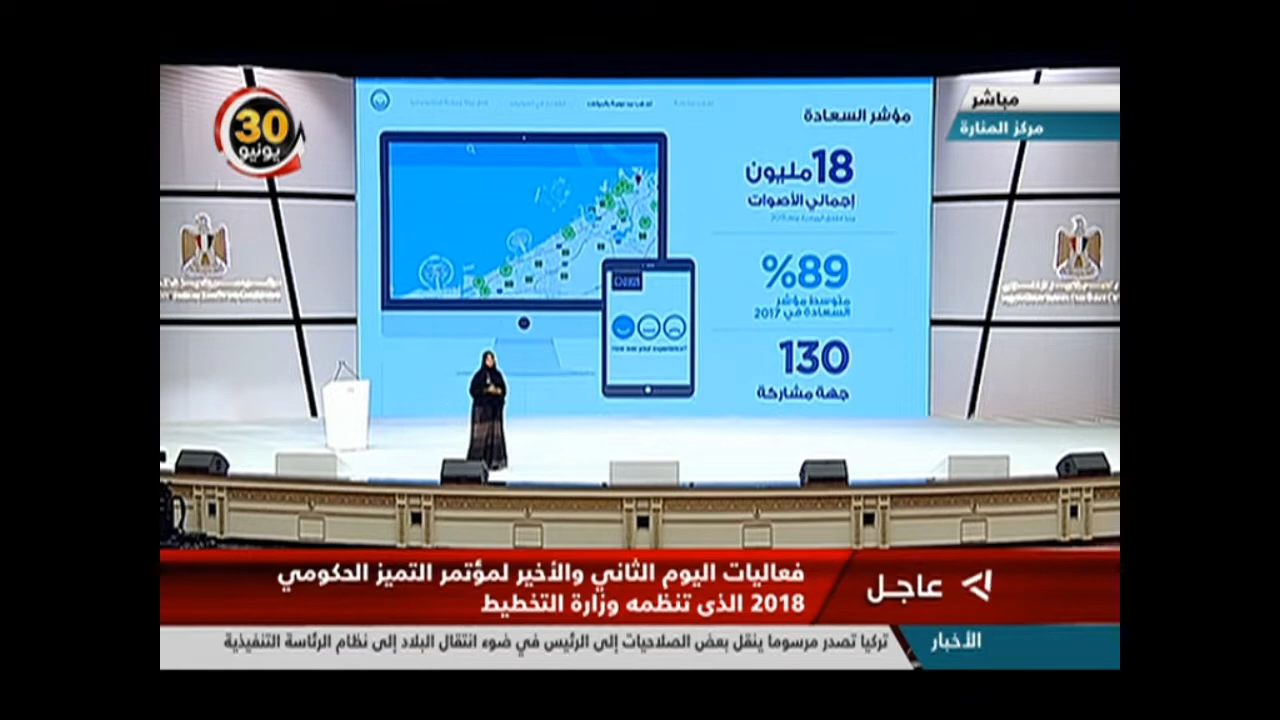 مباشر
مركز المنارة
30
يونيو
مؤشر السعادة
18 مليون
إجمالي الأصوات
%89
متوسط مؤشر
السعادة في 2017
130
جهة مشاركة
How was your experience?
عاجل
فعاليات اليوم الثاني والأخير لمؤتمر التميز الحكومي
2018 الذى تنظمه وزارة التخطيط
الأخبار
تركيا تصدر مرسوما ينقل بعض الصلاحيات إلى الرئيس في ضوء انتقال البلاد إلى نظام الرئاسة التنفيذية